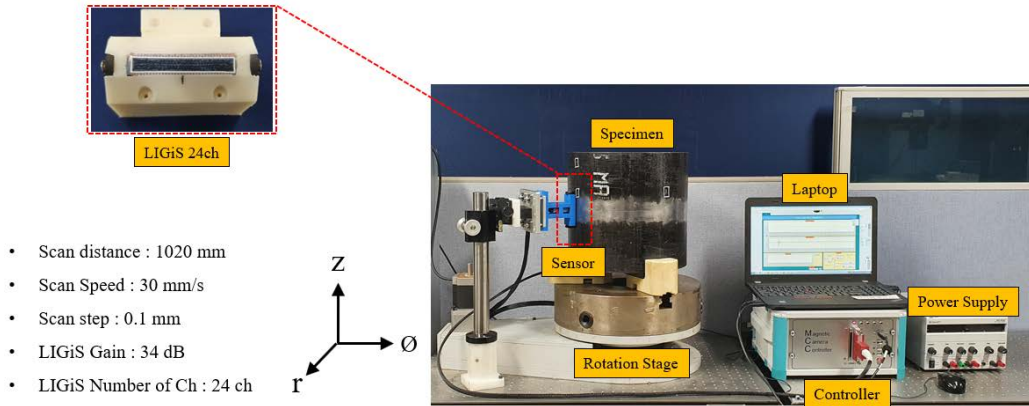 LIGiS 24ch
• Scan distance : 1020 mm
• Scan Speed : 30 mm/s
• Scan step : 0.1 mm
• LIGiS Gain : 34 dB
• LIGiS Number of Ch : 24 ch
Z
Ø
r
Specimen
MA
Laptop
Sensor
Power Supply
Magnetic
Camera
Controller
Rotation Stage
Controller